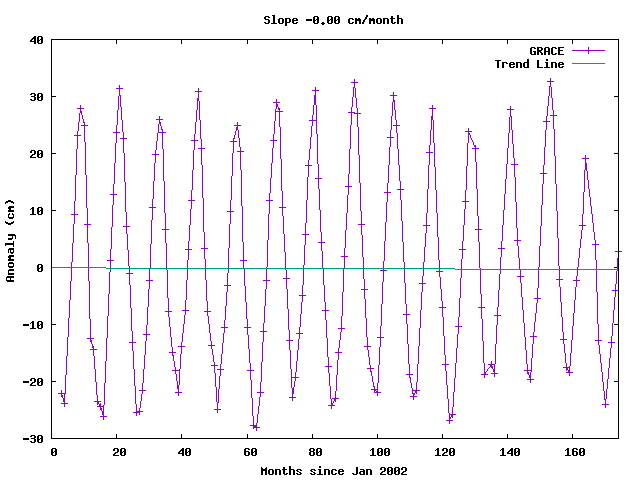 Slope -0.00 cm/month
40
GRACE
Trend Line
30
20
10
0
-10
-20
-30
Anomaly (cm)
0 20 40 60 80 100 120 140 160
Months since Jan 2002